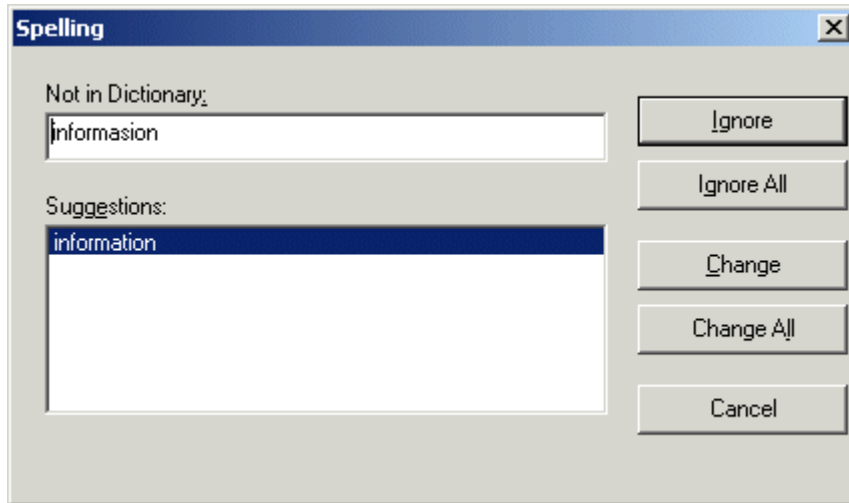 Spelling
Not in Dictionary:
informasion
Ignore
Ignore All
Suggestions:
information
Change
Change All
Cancel